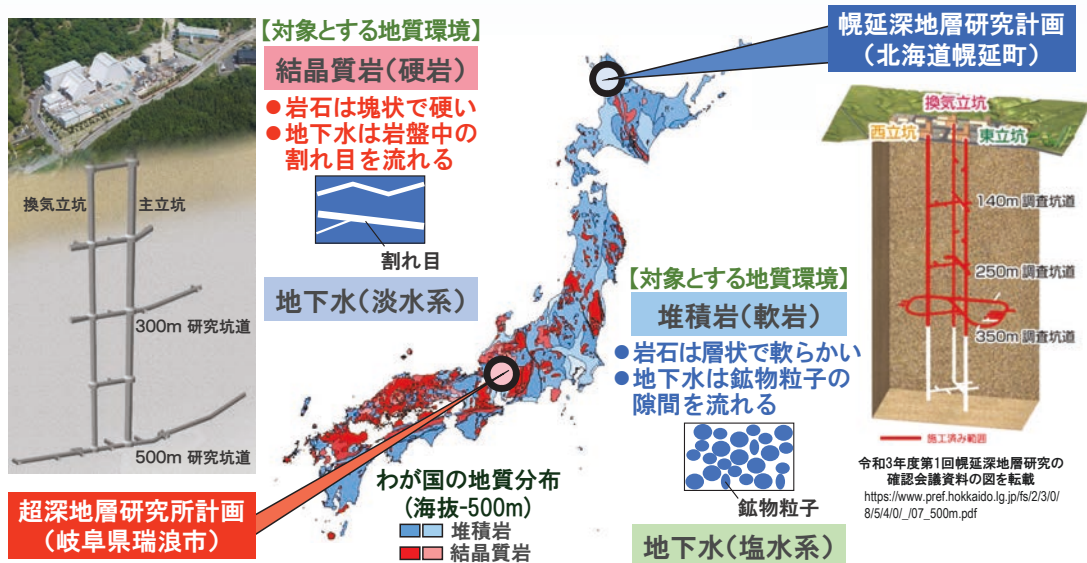 【対象とする地質環境】
結晶質岩(硬岩)
●岩石は塊状で硬い
●地下水は岩盤中の
割れ目を流れる
割れ目
地下水(淡水系)
換気立坑
主立坑
300m 研究坑道
500m 研究坑道
超深地層研究所計画
(岐阜県瑞浪市)
わが国の地質分布
(海抜-500m)
堆積岩
結晶質岩
幌延深地層研究計画
(北海道幌延町)
換気立坑
西立坑
東立坑
140m 調査坑道
250m 調査坑道
350m 調査坑道
施工済み範囲
【対象とする地質環境】
堆積岩(軟岩)
●岩石は層状で軟らかい
●地下水は鉱物粒子の
隙間を流れる
鉱物粒子
地下水(塩水系)
令和3年度第1回幌延深地層研究の
確認会議資料の図を転載
https://www.pref.hokkaido.lg.jp/fs/2/3/0/
8/5/4/0/_/07_500m.pdf